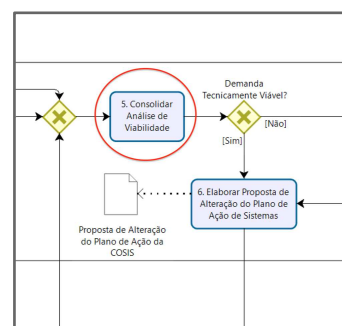 Demanda
Tecnicamente Viável?
5. Consolidar
Análise de
Viabilidade
[Não]
[Sim]
6. Elaborar Proposta de
Alteração do Plano de
Ação de Sistemas
Proposta de Alteração
do Plano de Ação da
COSIS